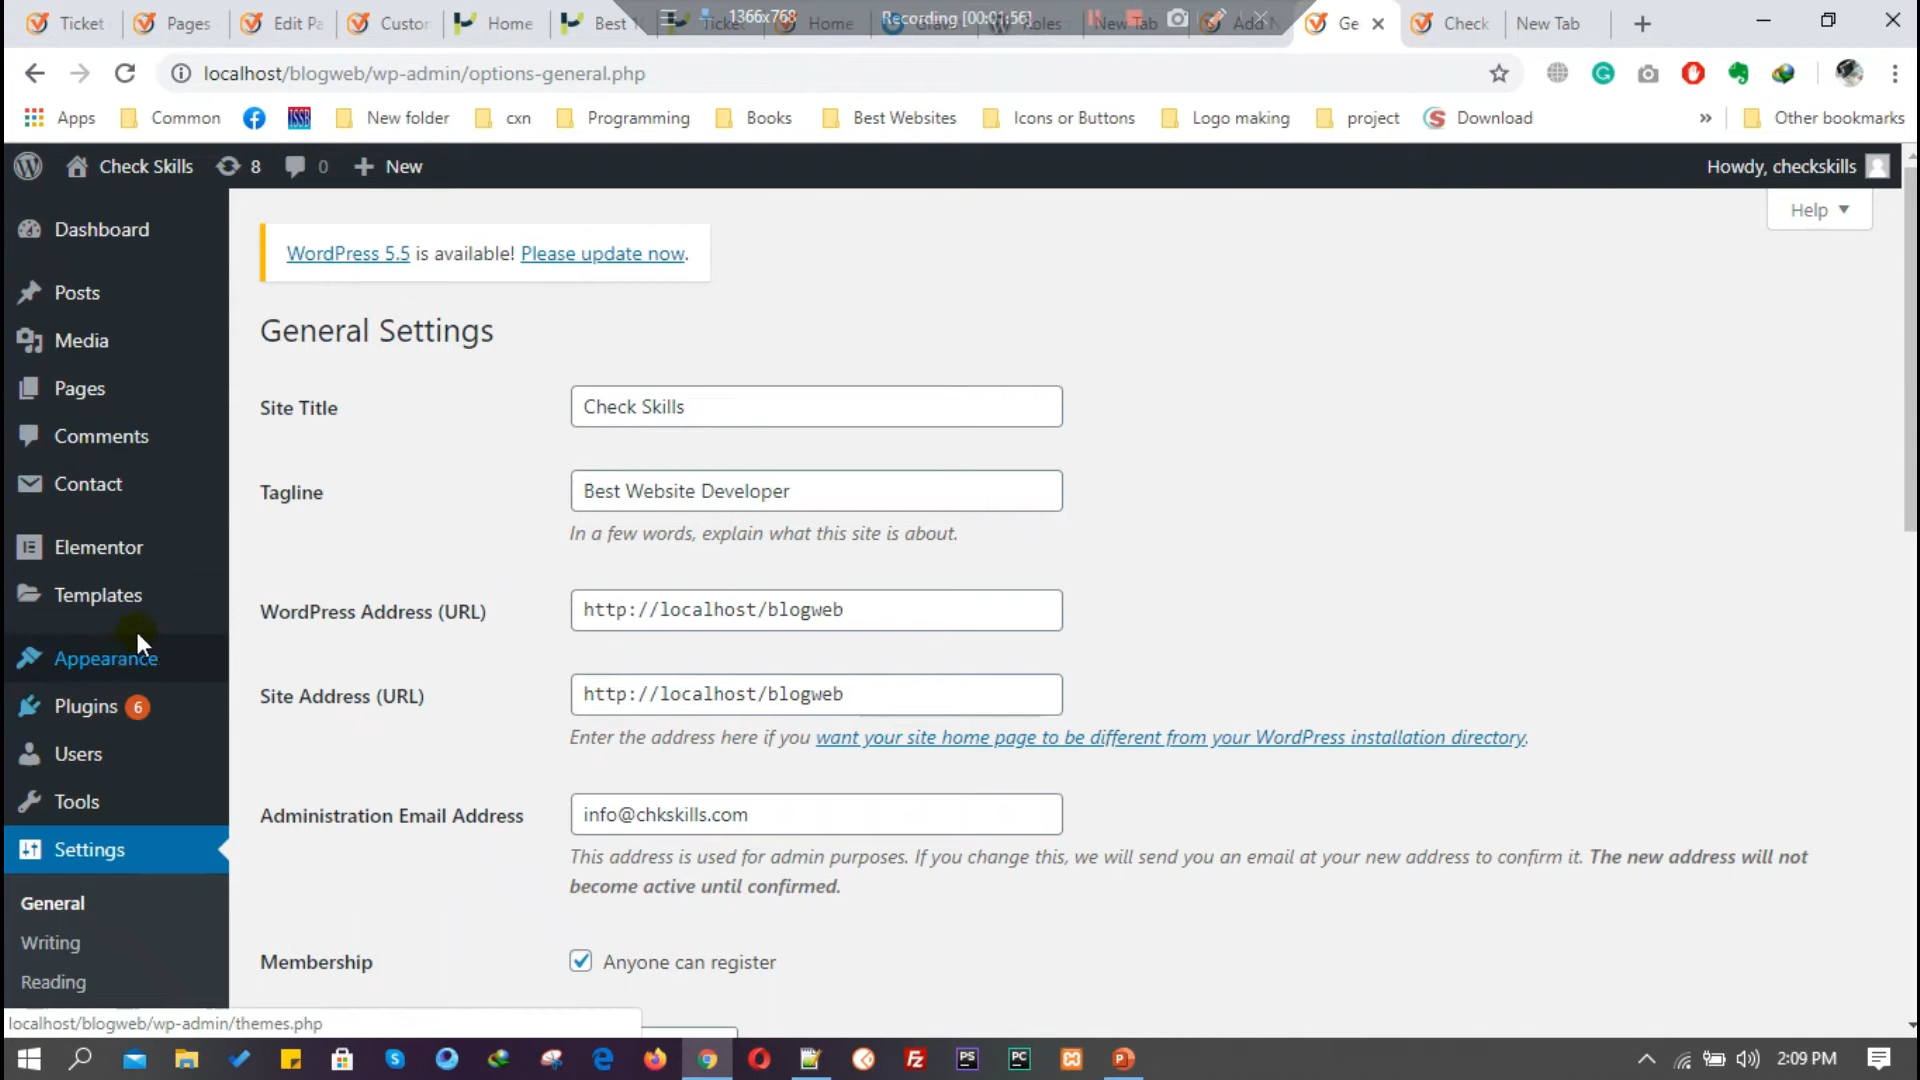 Ticket
Pages
Edit Pa
Custon
Home
Best 1
Ticket
Home
Roles
New Tab
Add N
Ge
Check
New Tab
1366x768
Recording [00:01:56]
localhost/blogweb/wp-admin/options-general.php
Apps
Common
ISSB
New folder
cxn
Programming
Books
Best Websites
Icons or Buttons
Logo making
project
Download
»
Other bookmarks
Check Skills
8
0
+ New
Howdy, checkskills
Help
Dashboard
Posts
Media
Pages
Comments
Contact
Elementor
Templates
Appearance
Plugins 6
Users
Tools
Settings
General
Writing
Reading
WordPress 5.5 is available! Please update now.
General Settings
Site Title
Check Skills
Tagline
Best Website Developer
In a few words, explain what this site is about.
WordPress Address (URL)
http://localhost/blogweb
Site Address (URL)
http://localhost/blogweb
Enter the address here if you want your site home page to be different from your WordPress installation directory.
Administration Email Address
info@chkskills.com
This address is used for admin purposes. If you change this, we will send you an email at your new address to confirm it. The new address will not
become active until confirmed.
Membership
Anyone can register
localhost/blogweb/wp-admin/themes.php
2:09 PM